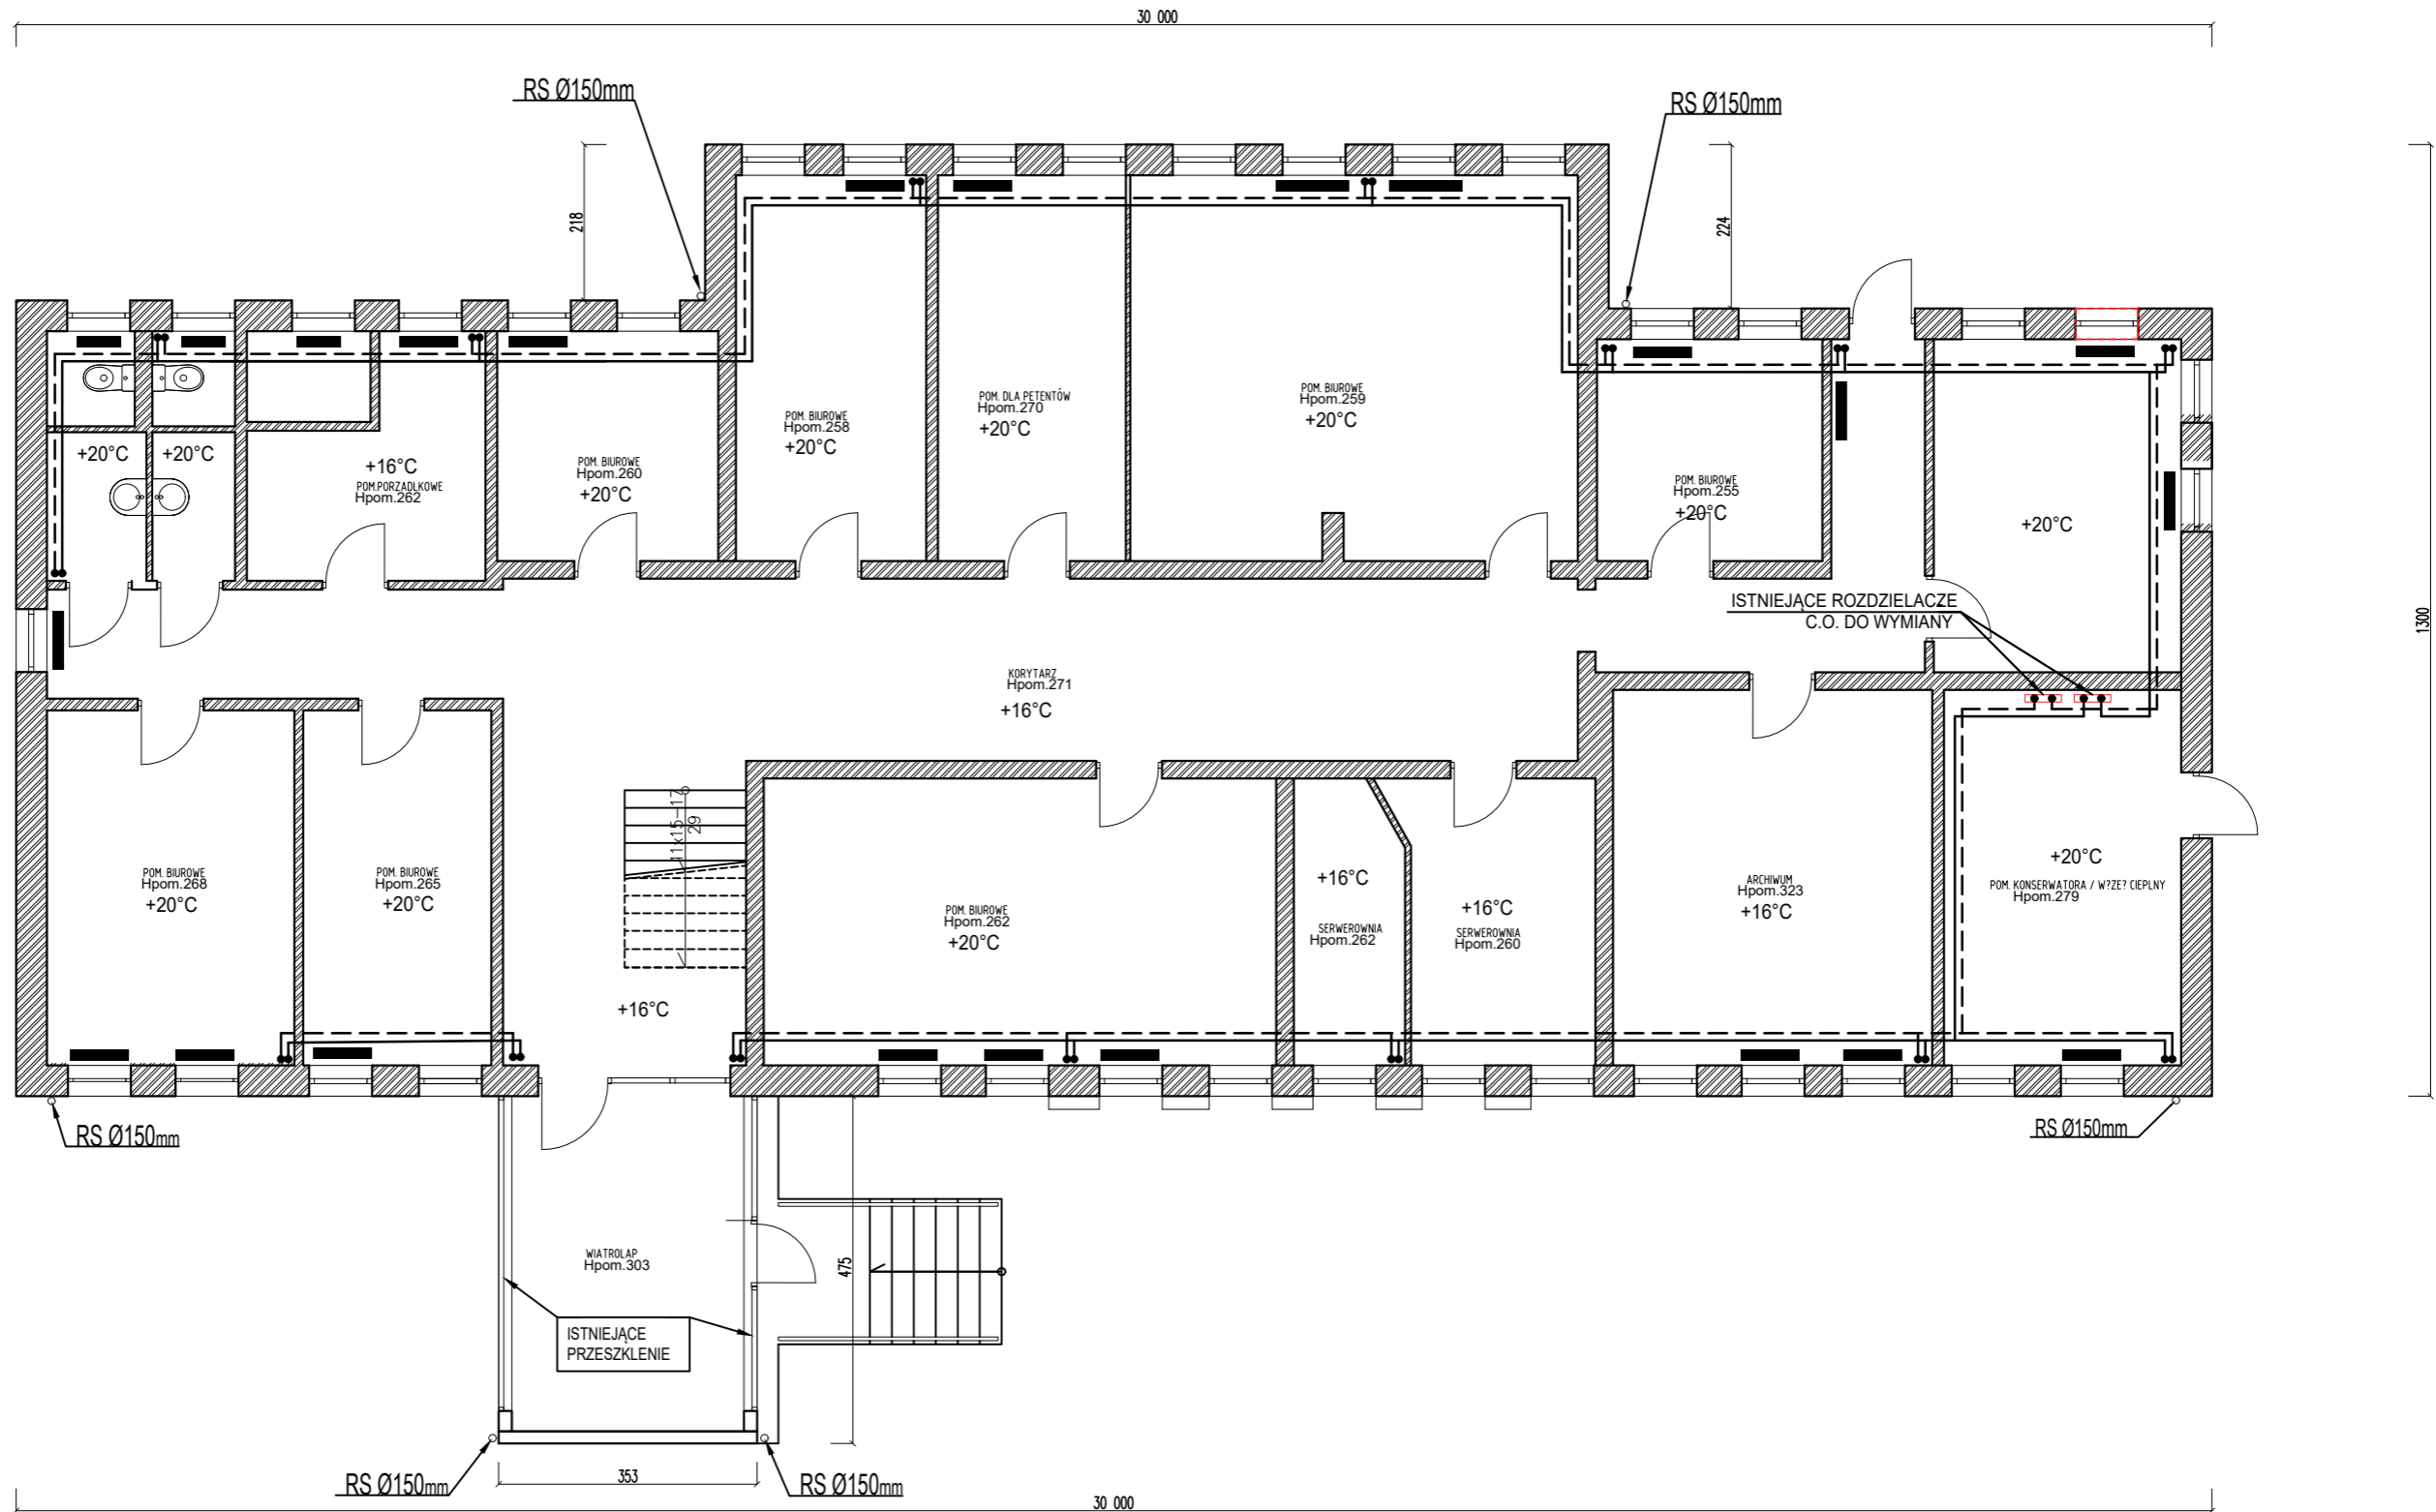 30 000
RS Ø150mm
RS Ø150mm
218
224
POM. BIUROWE
Hpom.258
+20°C
POM. DLA PETENTÓW
Hpom.270
+20°C
POM. BIUROWE
Hpom.259
+20°C
+20°C
+20°C
+16°C
POM.PORZADLKOWE
Hpom.262
POM. BIUROWE
Hpom.260
+20°C
POM. BIUROWE
Hpom.255
+20°C
+20°C
ISTNIEJĄCE ROZDZIELACZE
C.O. DO WYMIANY
1300
KORYTARZ
Hpom.271
+16°C
11x15-17
29
POM. BIUROWE
Hpom.268
+20°C
POM. BIUROWE
Hpom.265
+20°C
+16°C
POM. BIUROWE
Hpom.262
+20°C
+16°C
SERWEROWNIA
Hpom.262
+16°C
SERWEROWNIA
Hpom.260
ARCHIWUM
Hpom.323
+16°C
+20°C
POM. KONSERWATORA / W?ZE? CIEPLNY
Hpom.279
RS Ø150mm
RS Ø150mm
WIATROLAP
Hpom.303
475
ISTNIEJĄCE
PRZESZKLENIE
RS Ø150mm
353
RS Ø150mm
30 000